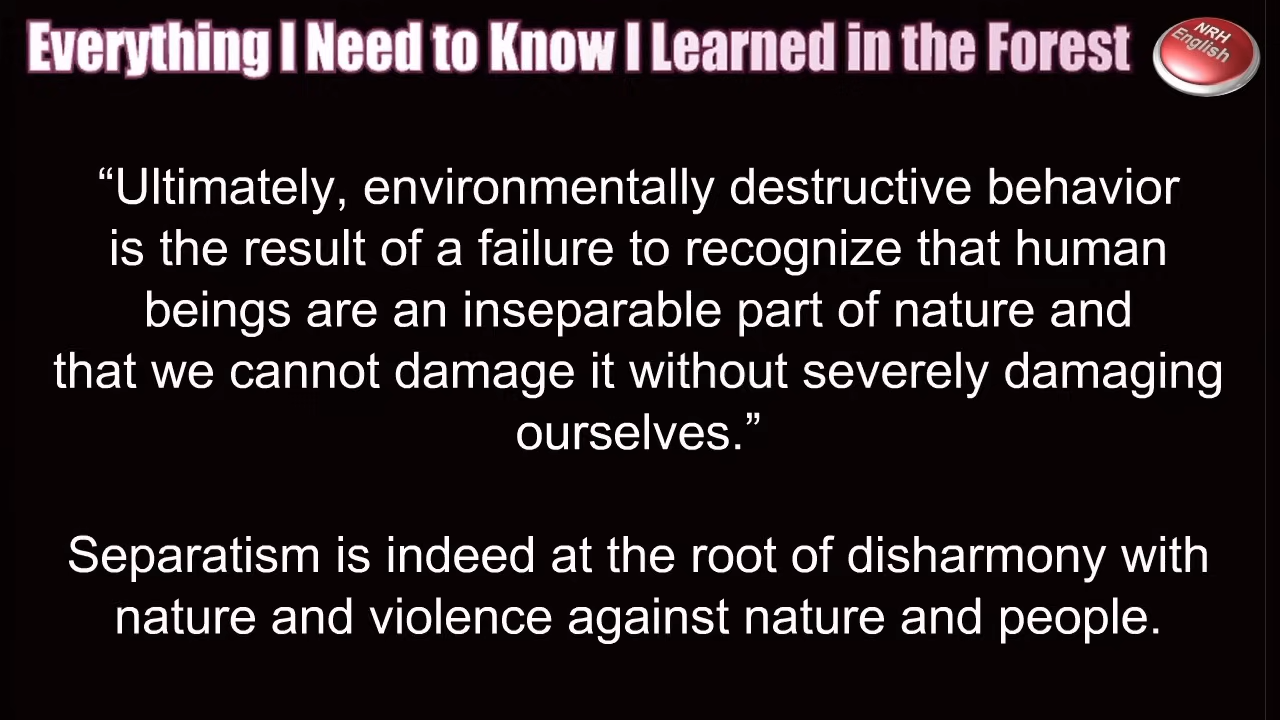 Everything I Need to Know I Learned in the Forest
NRH
English
“Ultimately, environmentally destructive behavior
is the result of a failure to recognize that human
beings are an inseparable part of nature and
that we cannot damage it without severely damaging
ourselves.”
Separatism is indeed at the root of disharmony with
nature and violence against nature and people.